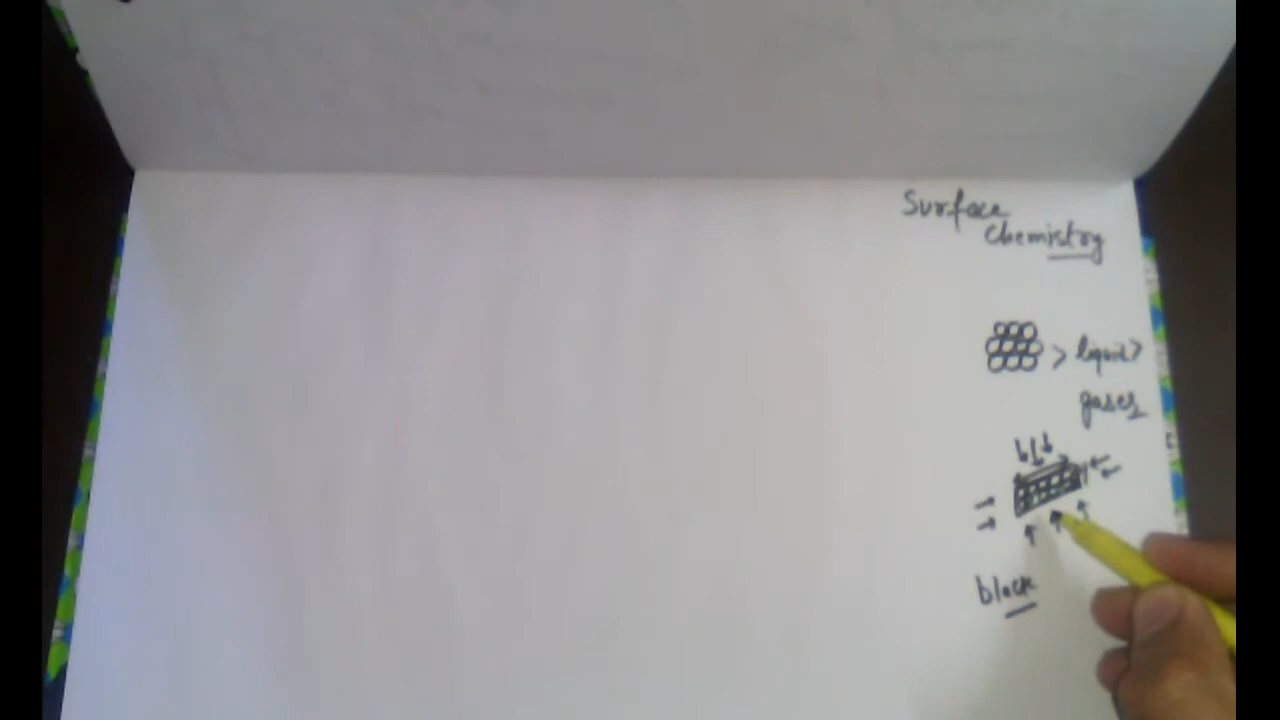 Surface
chemistry
> liquid >
gases
block